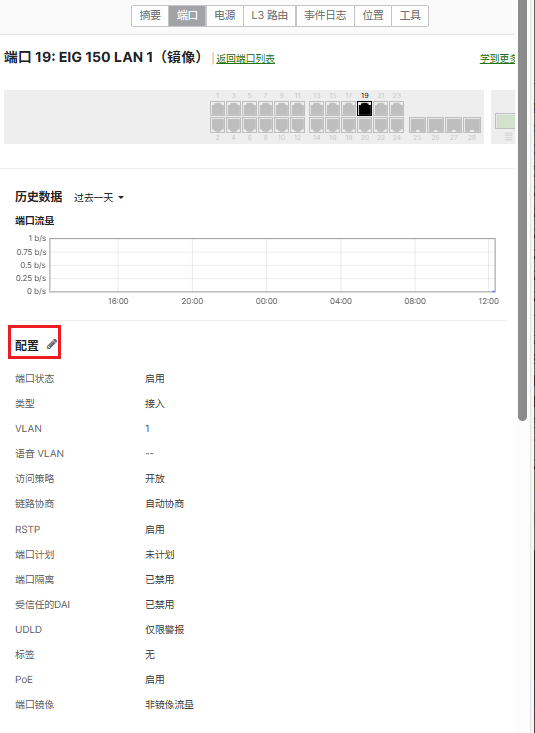 摘要 端口 电源 L3 路由 事件日志 位置 工具
端口 19: EIG 150 LAN 1（镜像） | 返回端口列表 学到更多
1 3 5 7 9 11 13 15 17 19 21 23
2 4 6 8 10 12 14 16 18 20 22 24 25 26 27 28
历史数据 过去一天
端口流量
1 b/s
0.75 b/s
0.5 b/s
0.25 b/s
0 b/s
16:00 20:00 00:00 04:00 08:00 12:00
配置
端口状态 启用
类型 接入
VLAN 1
语音 VLAN --
访问策略 开放
链路协商 自动协商
RSTP 启用
端口计划 未计划
端口隔离 已禁用
受信任的DAI 已禁用
UDLD 仅限警报
标签 无
PoE 启用
端口镜像 非镜像流量